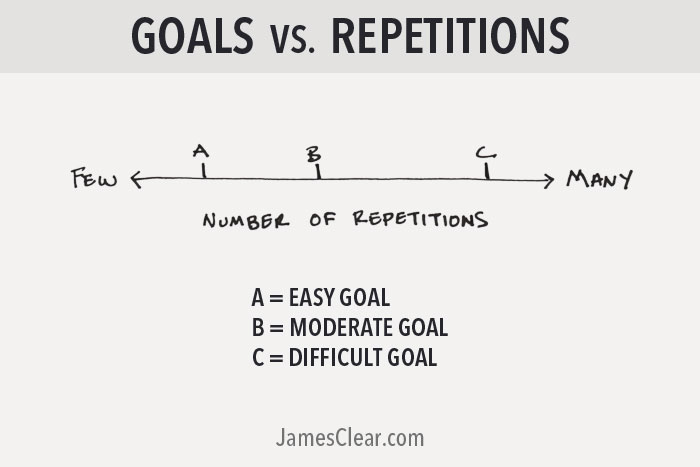 GOALS VS. REPETITIONS
A B C
FEW MANY
NUMBER OF REPETITIONS
A = EASY GOAL
B = MODERATE GOAL
C = DIFFICULT GOAL
JamesClear.com